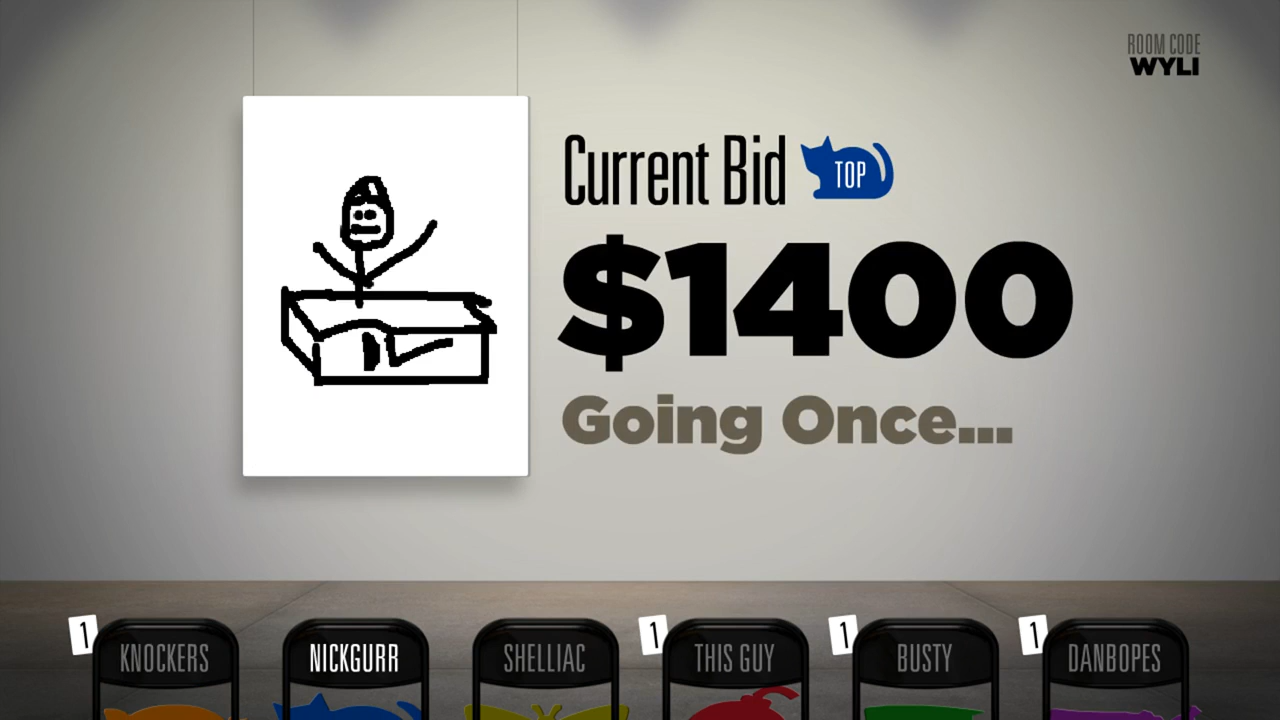 ROOM CODE
WYLI
Current Bid TOP
$1400
Going Once...
1 KNOCKERS NICKGURR SHELLIAC 1 THIS GUY 1 BUSTY 1 DANBOPES